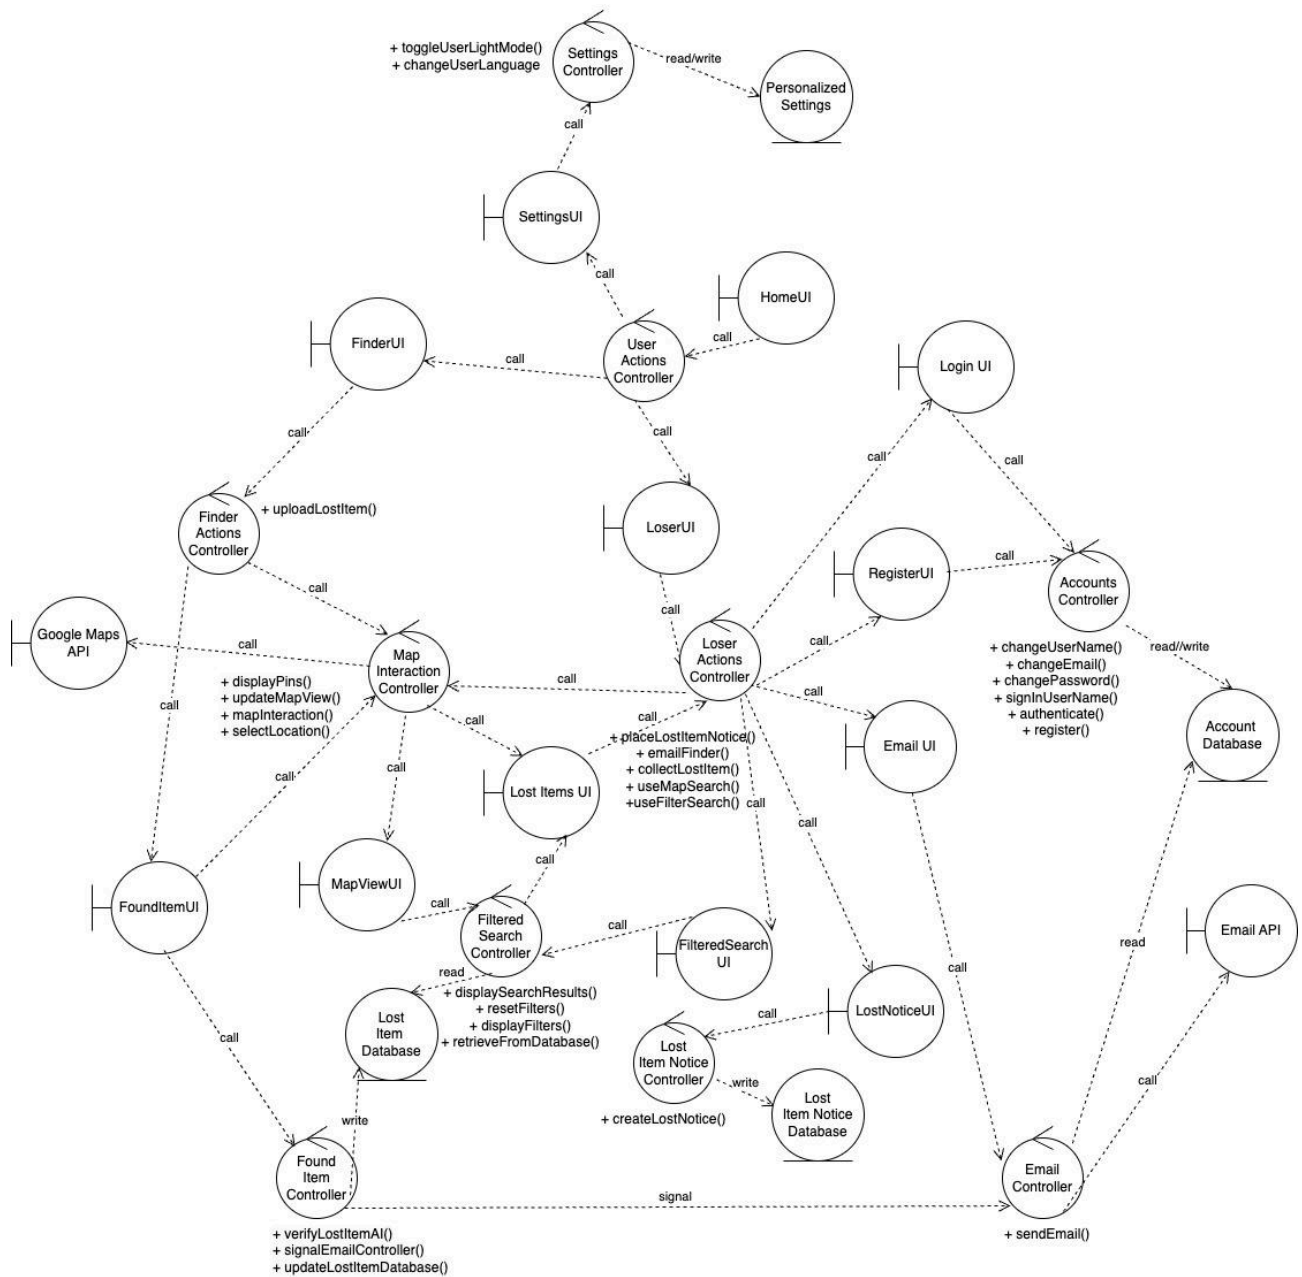 + toggleUserLightMode()
+ changeUserLanguage
Settings
Controller
read/write
Personalized
Settings
call
SettingsUI
call
HomeUI
FinderUI
call
User
Actions
Controller
call
Login UI
call
call
call
call
Finder
Actions
Controller
+ uploadLostItem()
LoserUI
call
RegisterUI
call
Accounts
Controller
call
Google Maps
API
call
Map
Interaction
Controller
Loser
Actions
Controller
call
+ changeUserName()
+ changeEmail()
+ changePassword()
+ signInUserName()
+ authenticate()
+ register()
read//write
+ displayPins()
+ updateMapView()
+ mapInteraction()
+ selectLocation()
call
call
call
call
call
Email UI
Account
Database
+placeLostItemNotice()
+ emailFinder()
+ collectLostItem()
+ useMapSearch()
+useFilterSearch()
call
call
call
Lost Items UI
call
call
MapViewUI
call
FoundItemUI
call
Filtered
Search
Controller
call
FilteredSearch
UI
read
Email API
call
read
+ displaySearchResults()
+ resetFilters()
+ displayFilters()
+ retrieveFromDatabase()
Lost
Item
Database
LostNoticeUI
call
call
Lost
Item Notice
Controller
write
call
+ createLostNotice()
Lost
Item Notice
Database
write
Found
Item
Controller
signal
Email
Controller
+ verifyLostItemAI()
+ signalEmailController()
+ updateLostItemDatabase()
+ sendEmail()